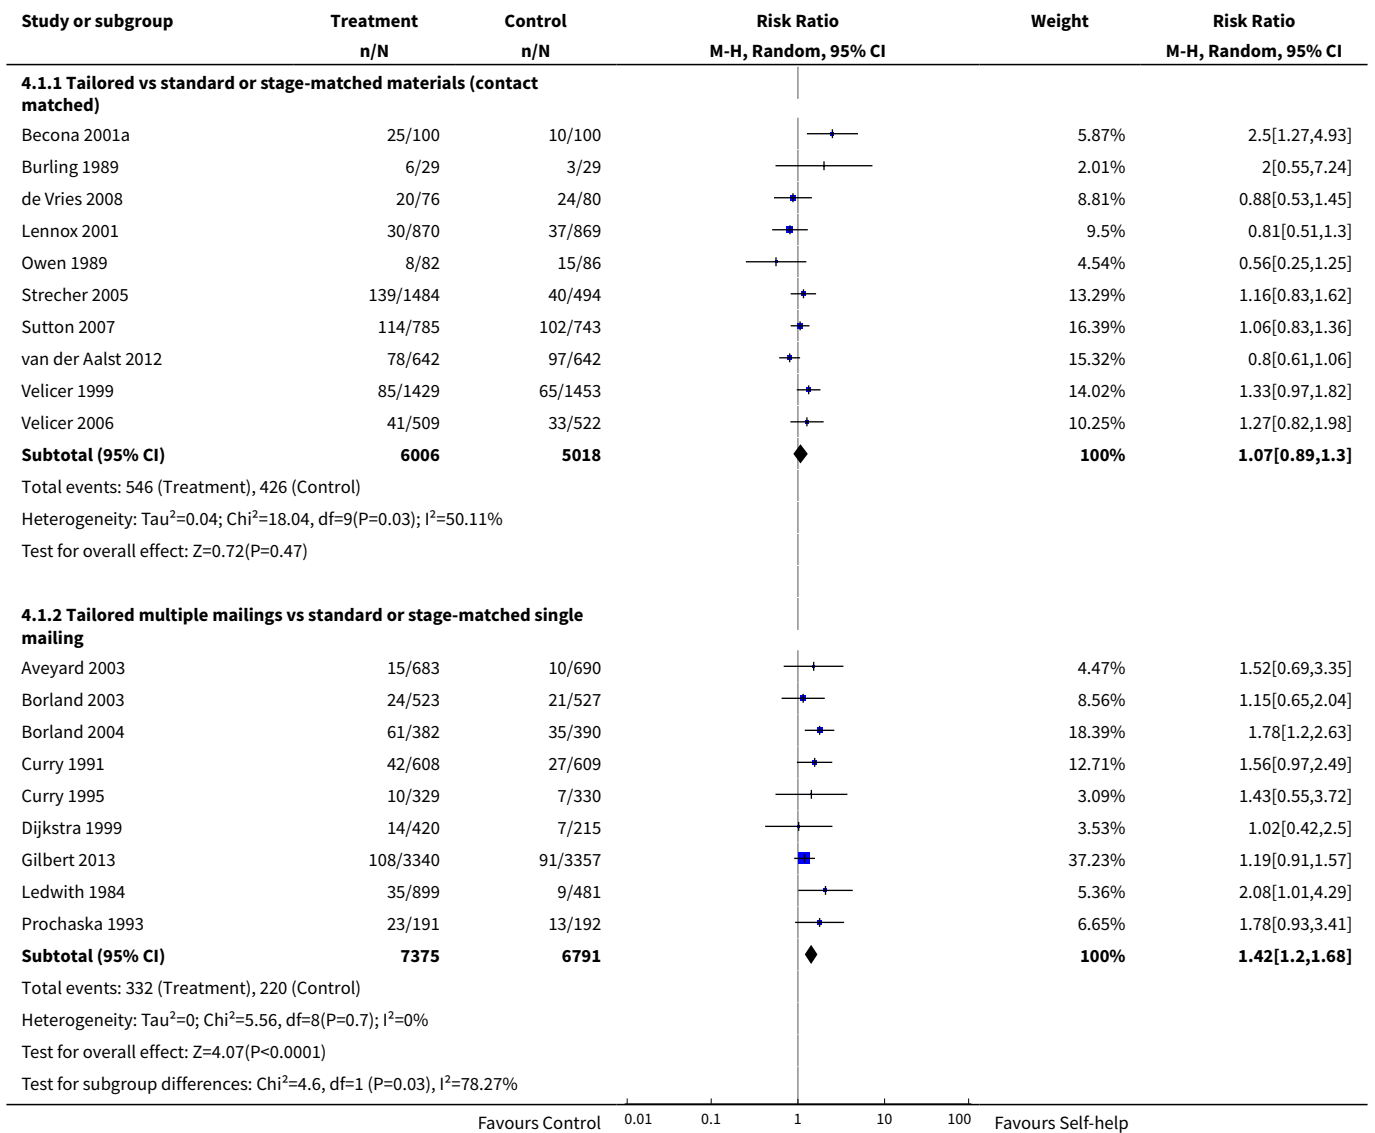 Study or subgroup Treatment Control Risk Ratio Weight Risk Ratio
n/N n/N M-H, Random, 95% CI M-H, Random, 95% CI
4.1.1 Tailored vs standard or stage-matched materials (contact
matched)
Becona 2001a 25/100 10/100 5.87% 2.5[1.27,4.93]
Burling 1989 6/29 3/29 2.01% 2[0.55,7.24]
de Vries 2008 20/76 24/80 8.81% 0.88[0.53,1.45]
Lennox 2001 30/870 37/869 9.5% 0.81[0.51,1.3]
Owen 1989 8/82 15/86 4.54% 0.56[0.25,1.25]
Strecher 2005 139/1484 40/494 13.29% 1.16[0.83,1.62]
Sutton 2007 114/785 102/743 16.39% 1.06[0.83,1.36]
van der Aalst 2012 78/642 97/642 15.32% 0.8[0.61,1.06]
Velicer 1999 85/1429 65/1453 14.02% 1.33[0.97,1.82]
Velicer 2006 41/509 33/522 10.25% 1.27[0.82,1.98]
Subtotal (95% CI) 6006 5018 100% 1.07[0.89,1.3]
Total events: 546 (Treatment), 426 (Control)
Heterogeneity: Tau²=0.04; Chi²=18.04, df=9(P=0.03); I²=50.11%
Test for overall effect: Z=0.72(P=0.47)
4.1.2 Tailored multiple mailings vs standard or stage-matched single
mailing
Aveyard 2003 15/683 10/690 4.47% 1.52[0.69,3.35]
Borland 2003 24/523 21/527 8.56% 1.15[0.65,2.04]
Borland 2004 61/382 35/390 18.39% 1.78[1.2,2.63]
Curry 1991 42/608 27/609 12.71% 1.56[0.97,2.49]
Curry 1995 10/329 7/330 3.09% 1.43[0.55,3.72]
Dijkstra 1999 14/420 7/215 3.53% 1.02[0.42,2.5]
Gilbert 2013 108/3340 91/3357 37.23% 1.19[0.91,1.57]
Ledwith 1984 35/899 9/481 5.36% 2.08[1.01,4.29]
Prochaska 1993 23/191 13/192 6.65% 1.78[0.93,3.41]
Subtotal (95% CI) 7375 6791 100% 1.42[1.2,1.68]
Total events: 332 (Treatment), 220 (Control)
Heterogeneity: Tau²=0; Chi²=5.56, df=8(P=0.7); I²=0%
Test for overall effect: Z=4.07(P<0.0001)
Test for subgroup differences: Chi²=4.6, df=1 (P=0.03), I²=78.27%
Favours Control 0.01 0.1 1 10 100 Favours Self-help